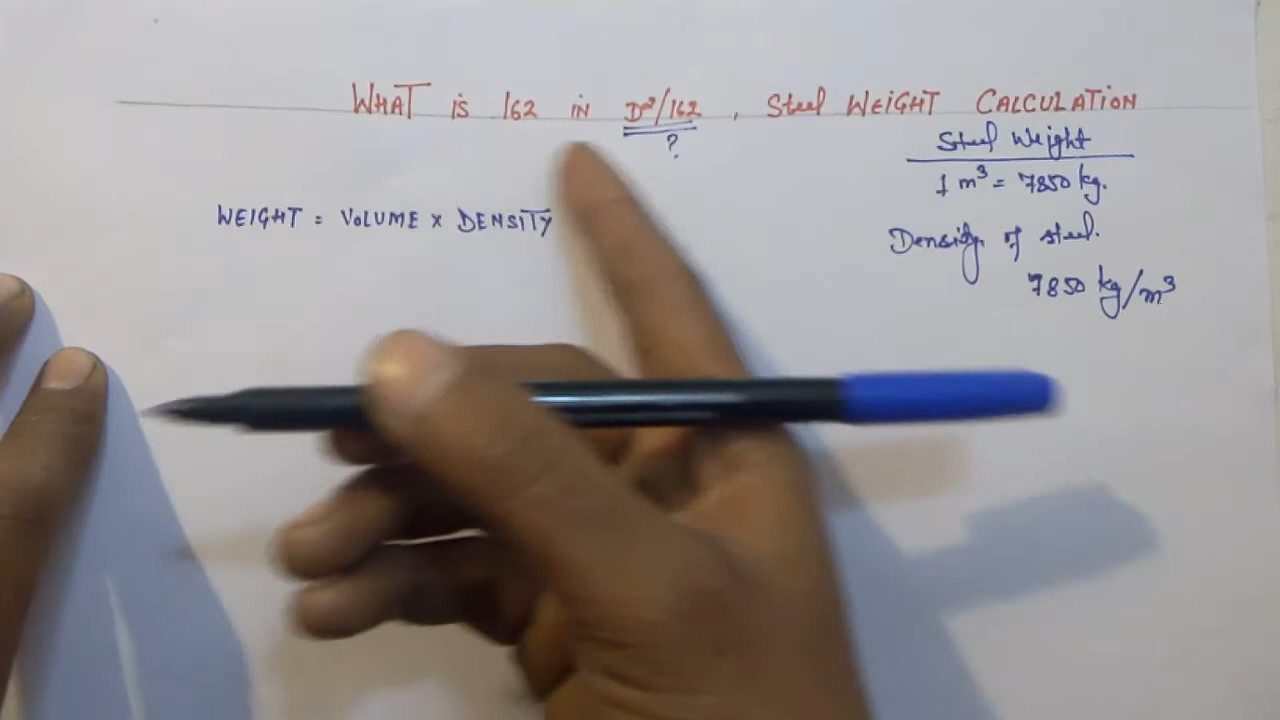 WHAT is 162 in D²/162, Steel WEIGHT CALCULATION
?
Steel Weight
1 m³ = 7850 kg.
WEIGHT = VOLUME x DENSITY
Density of steel.
7850 kg/m³